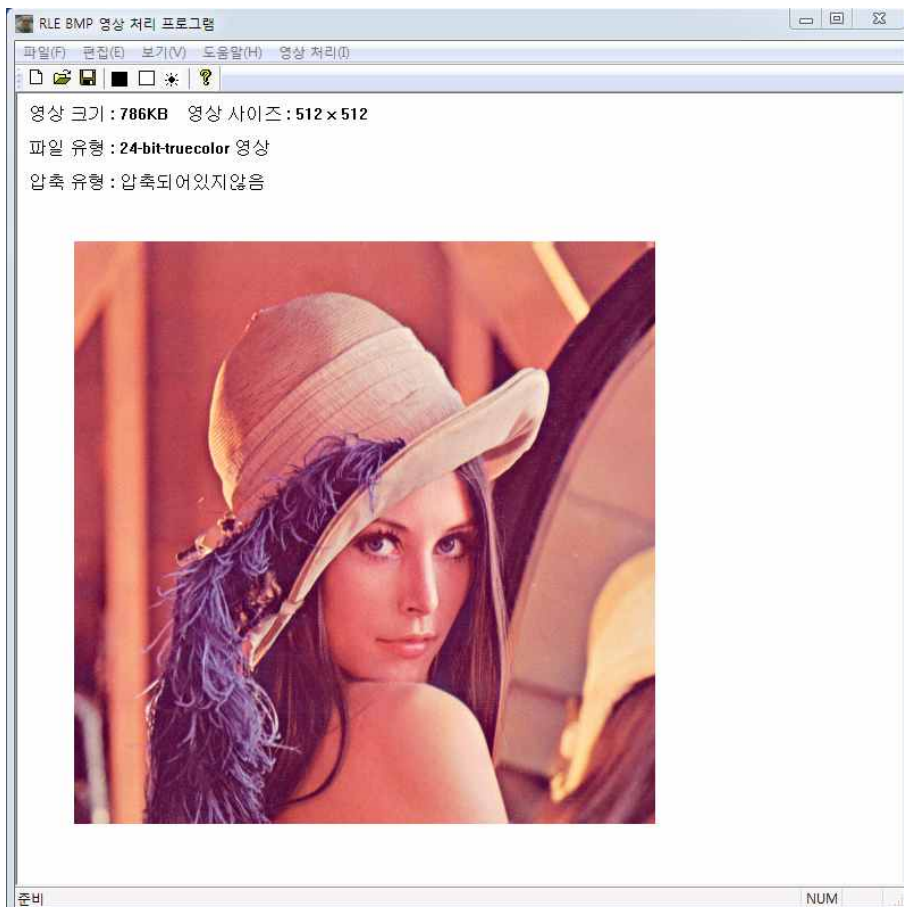 RLE BMP 영상 처리 프로그램
파일(F) 편집(E) 보기(V) 도움말(H) 영상 처리(I)
영상 크기 : 786KB 영상 사이즈 : 512 × 512
파일 유형 : 24-bit-truecolor 영상
압축 유형 : 압축되어있지않음
준비 NUM